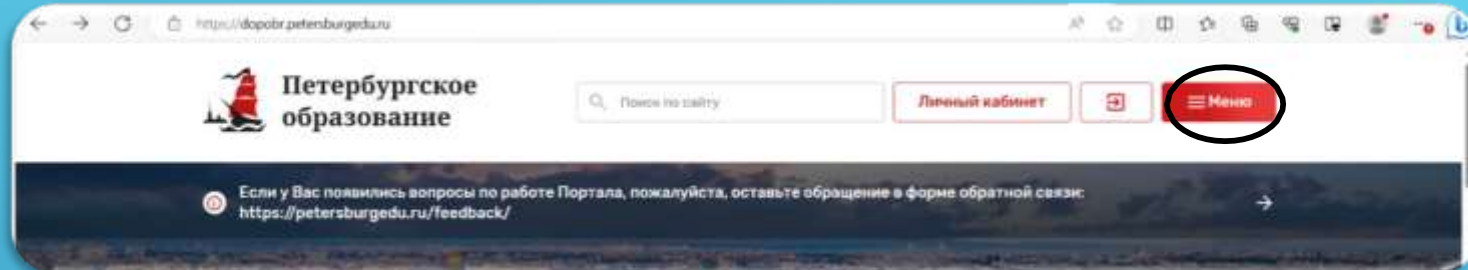 https://dopobr.petersburgedu.ru
Петербургское
образование
Поиск по сайту
Личный кабинет
Меню
Если у Вас появились вопросы по работе Портала, пожалуйста, оставьте обращение в форме обратной связи:
https://petersburgedu.ru/feedback/